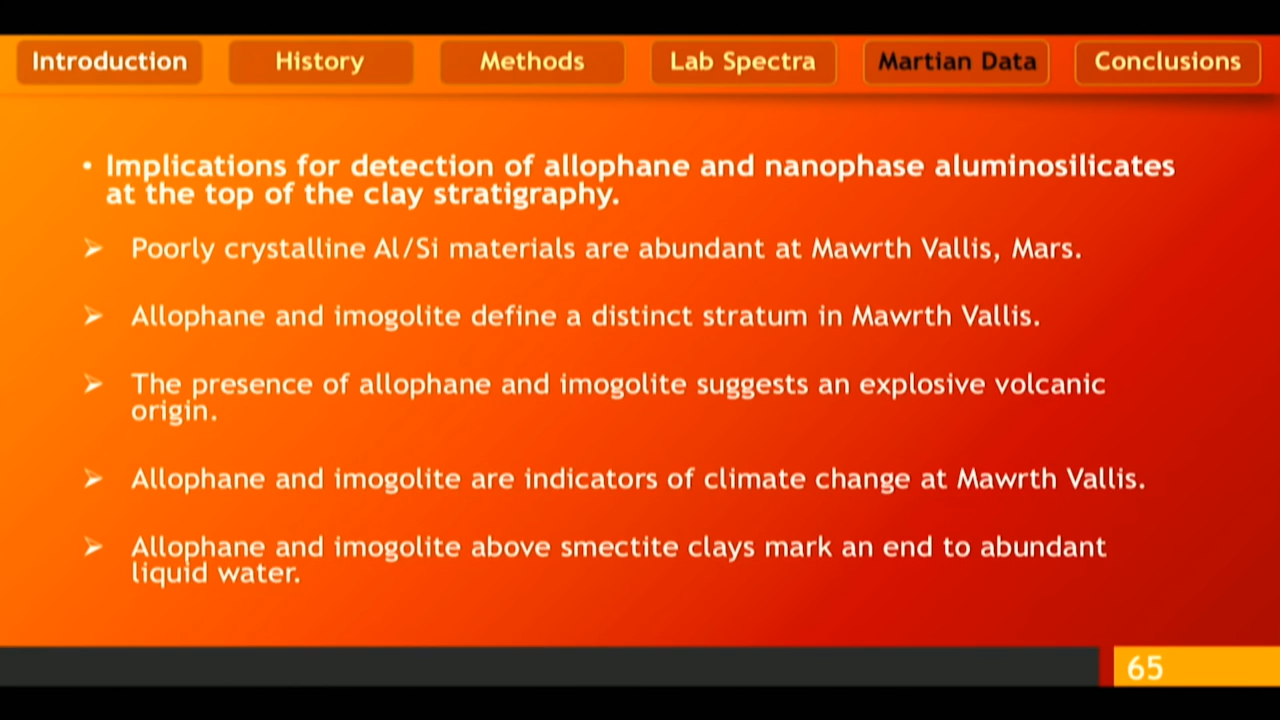 Introduction History Methods Lab Spectra Martian Data Conclusions
• Implications for detection of allophane and nanophase aluminosilicates
at the top of the clay stratigraphy.
➢ Poorly crystalline Al/Si materials are abundant at Mawrth Vallis, Mars.
➢ Allophane and imogolite define a distinct stratum in Mawrth Vallis.
➢ The presence of allophane and imogolite suggests an explosive volcanic
origin.
➢ Allophane and imogolite are indicators of climate change at Mawrth Vallis.
➢ Allophane and imogolite above smectite clays mark an end to abundant
liquid water.
65